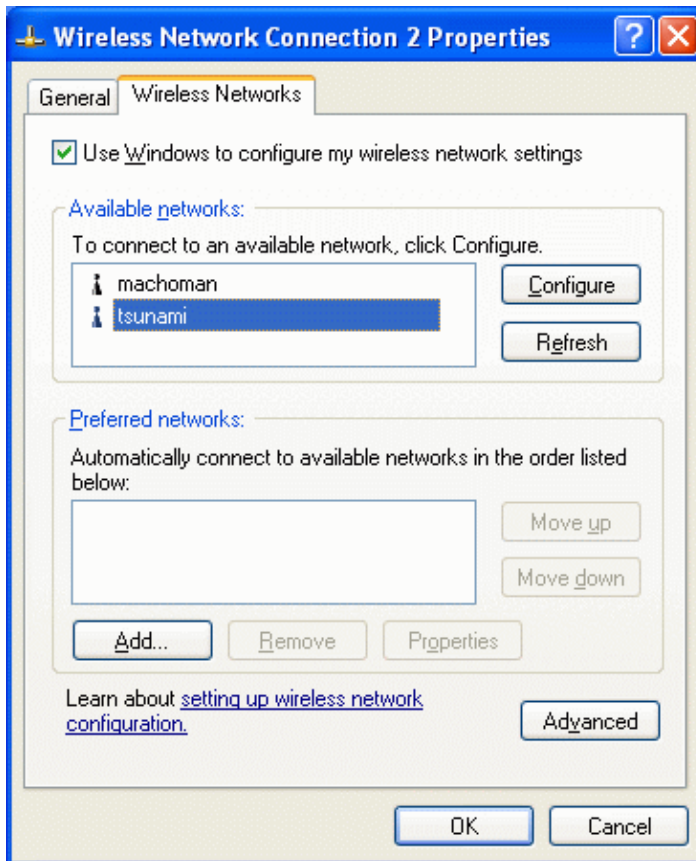 Wireless Network Connection 2 Properties
General
Wireless Networks
Use Windows to configure my wireless network settings
Available networks:
To connect to an available network, click Configure.
machoman
tsunami
Configure
Refresh
Preferred networks:
Automatically connect to available networks in the order listed
below:
Move up
Move down
Add...
Remove
Properties
Learn about setting up wireless network
configuration.
Advanced
OK
Cancel